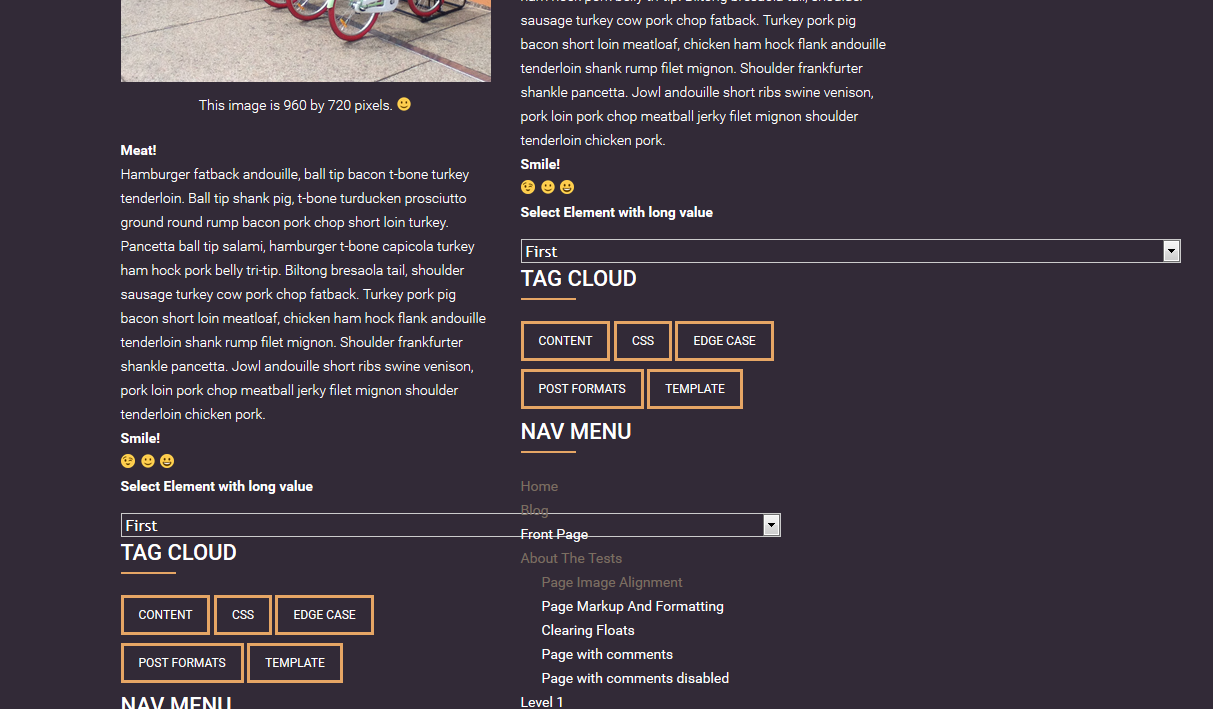 This image is 960 by 720 pixels.
Meat!
Hamburger fatback andouille, ball tip bacon t-bone turkey
tenderloin. Ball tip shank pig, t-bone turducken prosciutto
ground round rump bacon pork chop short loin turkey.
Pancetta ball tip salami, hamburger t-bone capicola turkey
ham hock pork belly tri-tip. Biltong bresaola tail, shoulder
sausage turkey cow pork chop fatback. Turkey pork pig
bacon short loin meatloaf, chicken ham hock flank andouille
tenderloin shank rump filet mignon. Shoulder frankfurter
shankle pancetta. Jowl andouille short ribs swine venison,
pork loin pork chop meatball jerky filet mignon shoulder
tenderloin chicken pork.
Smile!
Select Element with long value
First
TAG CLOUD
CONTENT CSS EDGE CASE
POST FORMATS TEMPLATE
NAV MENU
ham hock pork belly tri-tip. Biltong bresaola tail, shoulder
sausage turkey cow pork chop fatback. Turkey pork pig
bacon short loin meatloaf, chicken ham hock flank andouille
tenderloin shank rump filet mignon. Shoulder frankfurter
shankle pancetta. Jowl andouille short ribs swine venison,
pork loin pork chop meatball jerky filet mignon shoulder
tenderloin chicken pork.
Smile!
Select Element with long value
First
TAG CLOUD
CONTENT CSS EDGE CASE
POST FORMATS TEMPLATE
NAV MENU
Home
Blog
Front Page
About The Tests
Page Image Alignment
Page Markup And Formatting
Clearing Floats
Page with comments
Page with comments disabled
Level 1